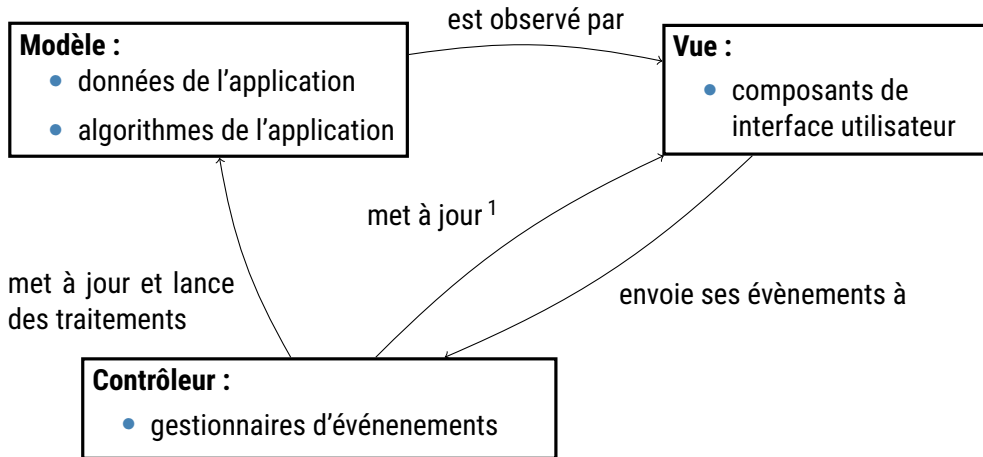 est observé par
Modèle :
• données de l'application
• algorithmes de l'application
Vue :
• composants de
interface utilisateur
met à jour 1
met à jour et lance
des traitements
envoie ses évènements à
Contrôleur :
• gestionnaires d'événenements